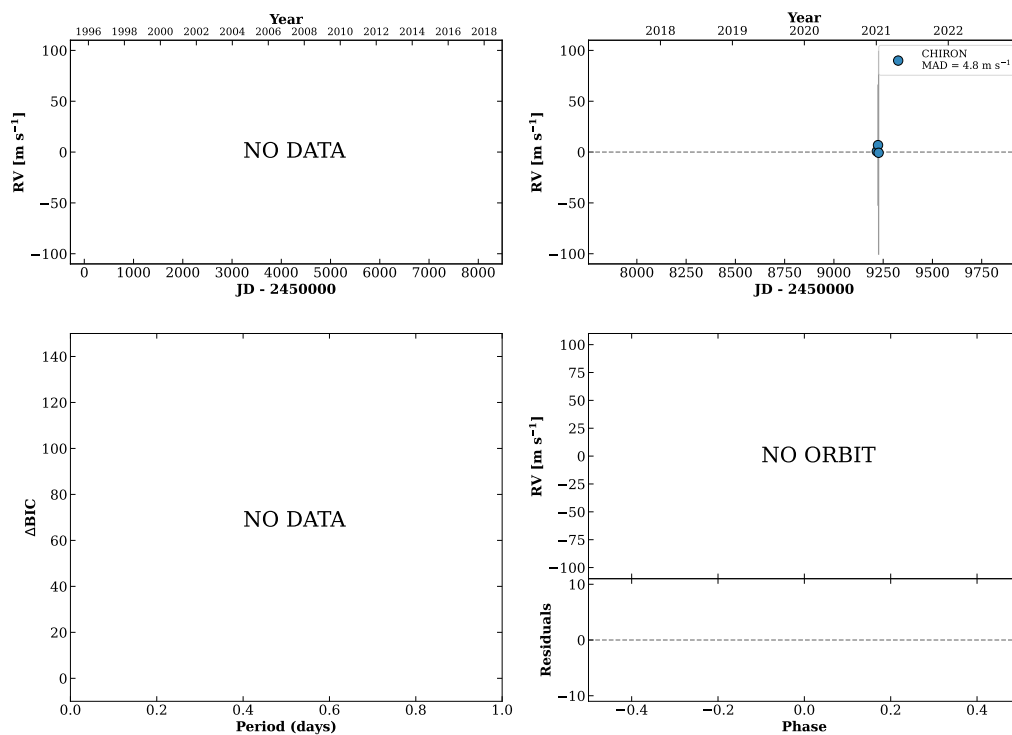 Year
1996 1998 2000 2002 2004 2006 2008 2010 2012 2014 2016 2018
100
50
0
−50
−100
RV [m s⁻¹]
NO DATA
0 1000 2000 3000 4000 5000 6000 7000 8000
JD - 2450000
Year
2018 2019 2020 2021 2022
100
50
0
−50
−100
RV [m s⁻¹]
CHIRON
MAD = 4.8 m s⁻¹
8000 8250 8500 8750 9000 9250 9500 9750
JD - 2450000
140
120
100
80
60
40
20
0
ΔBIC
NO DATA
0.0 0.2 0.4 0.6 0.8 1.0
Period (days)
100
75
50
25
0
−25
−50
−75
−100
RV [m s⁻¹]
NO ORBIT
10
0
−10
Residuals
−0.4 −0.2 0.0 0.2 0.4
Phase